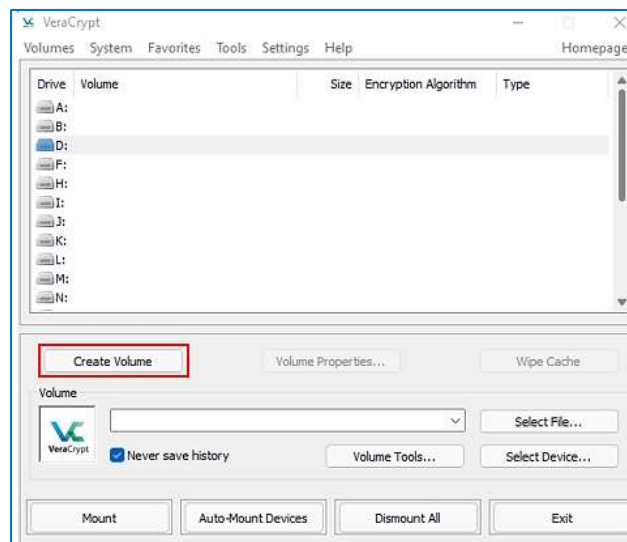 VeraCrypt
Volumes System Favorites Tools Settings Help Homepage
Drive Volume Size Encryption Algorithm Type
A:
B:
D:
F:
H:
I:
J:
K:
L:
M:
N:
Create Volume Volume Properties... Wipe Cache
Volume
VeraCrypt
Select File...
Never save history Volume Tools... Select Device...
Mount Auto-Mount Devices Dismount All Exit